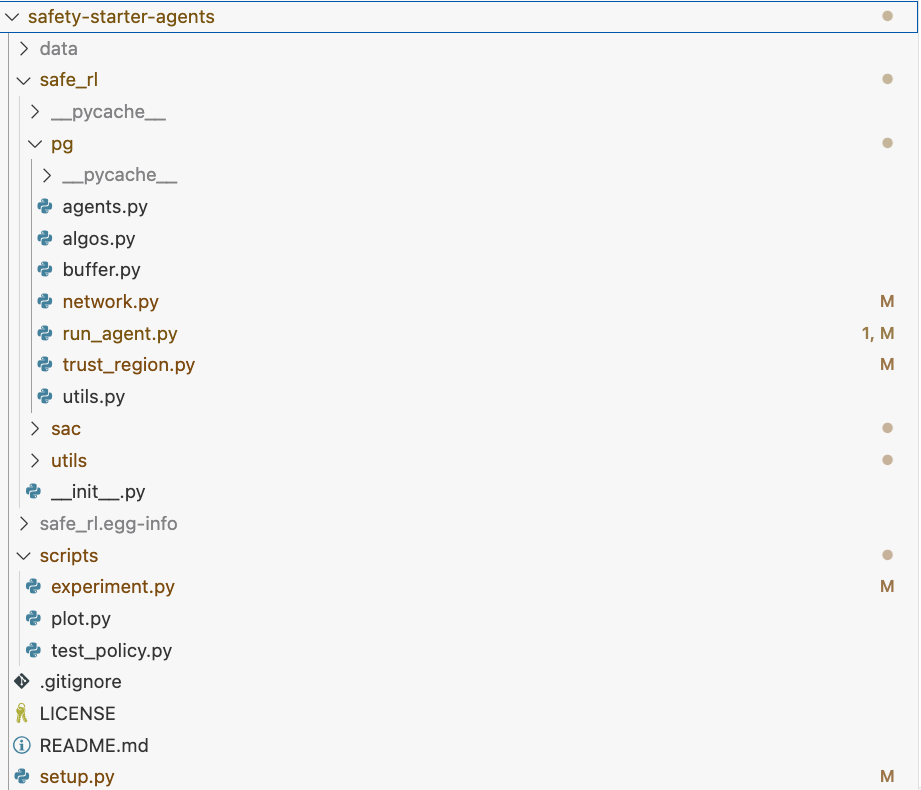 safety-starter-agents
data
safe_rl
__pycache__
pg
__pycache__
agents.py
algos.py
buffer.py
network.py M
run_agent.py 1, M
trust_region.py M
utils.py
sac
utils
__init__.py
safe_rl.egg-info
scripts
experiment.py M
plot.py
test_policy.py
.gitignore
LICENSE
README.md
setup.py M